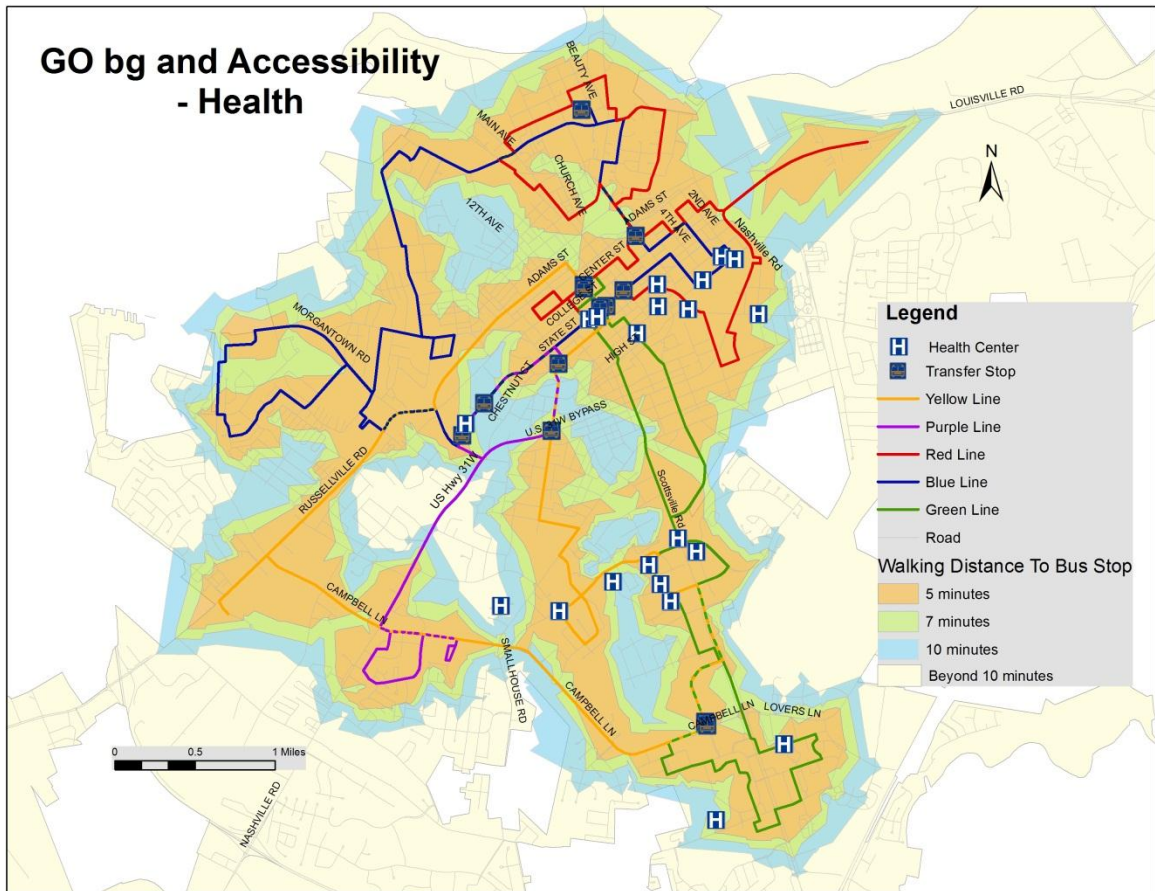 GO bg and Accessibility
- Health
BEAUTY AVE
LOUISVILLE RD
MAIN AVE
N
CHURCH AVE
12TH AVE
ADAMS ST
2ND AVE
4TH AVE
Nashville Rd
CENTER ST
ADAMS ST
COLLEGE ST
STATE ST
MORGANTOWN RD
HIGH ST
CHESTNUT ST
U.S. 31W BYPASS
RUSSELLVILLE RD
US Hwy 31W
Scottsville Rd
CAMPBELL LN
SMALLHOUSE RD
CAMPBELL LN
CAMPBELL LN
LOVERS LN
NASHVILLE RD
0 0.5 1 Miles
Legend
H Health Center
Transfer Stop
Yellow Line
Purple Line
Red Line
Blue Line
Green Line
Road
Walking Distance To Bus Stop
5 minutes
7 minutes
10 minutes
Beyond 10 minutes